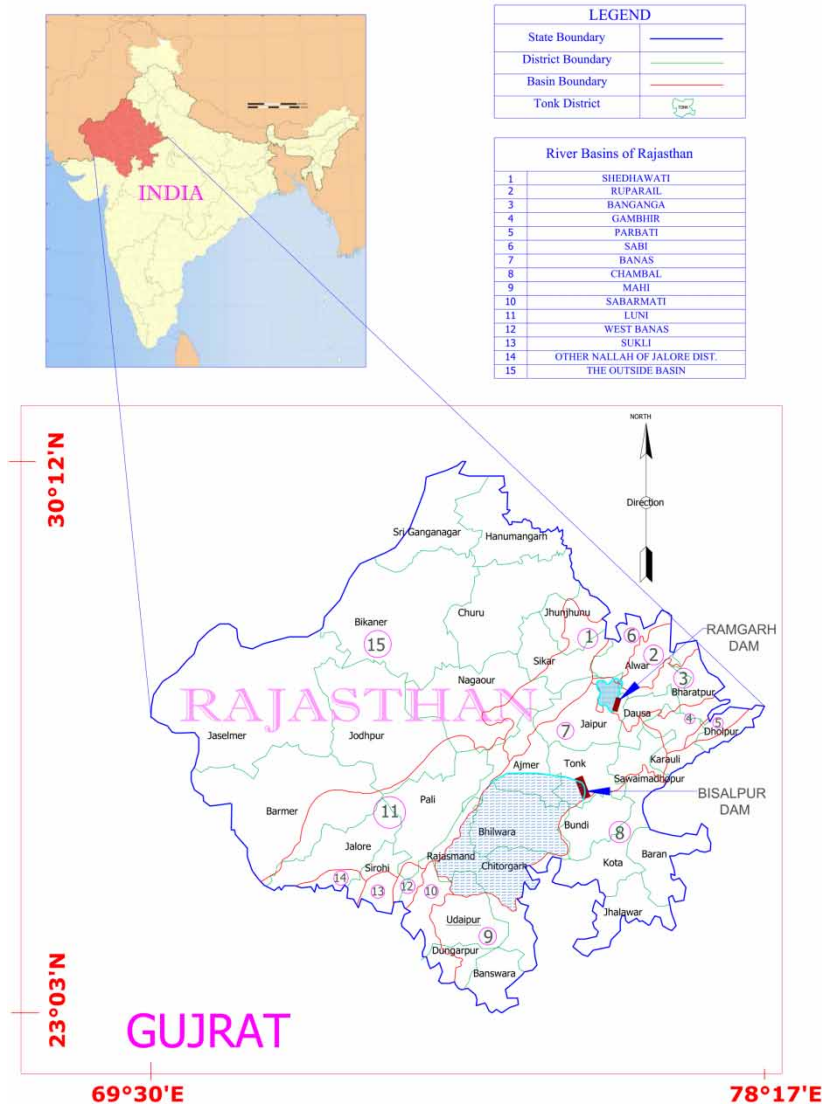 INDIA
LEGEND
State Boundary
District Boundary
Basin Boundary
Tonk District
TONK
River Basins of Rajasthan
1 SHEDHAWATI
2 RUPARAIL
3 BANGANGA
4 GAMBHIR
5 PARBATI
6 SABI
7 BANAS
8 CHAMBAL
9 MAHI
10 SABARMATI
11 LUNI
12 WEST BANAS
13 SUKLI
14 OTHER NALLAH OF JALORE DIST.
15 THE OUTSIDE BASIN
NORTH
Direction
30°12'N
23°03'N
69°30'E
78°17'E
Sri Ganganagar
Hanumangarh
Bikaner
15
Churu
Jhunjhunu
1
6
Sikar
Alwar
2
RAMGARH
DAM
3
Nagaour
Bharatpur
RAJASTHAN
Dausa
4
5
Jaselmer
Jodhpur
7
Jaipur
Dholpur
Karauli
Ajmer
Tonk
Sawaimadhopur
BISALPUR
DAM
Barmer
11
Pali
Bhilwara
Bundi
8
Jalore
Rajasmand
Chitorgarh
Kota
Baran
Sirohi
14
13
12
10
Jhalawar
Udaipur
9
Dungarpur
Banswara
GUJRAT